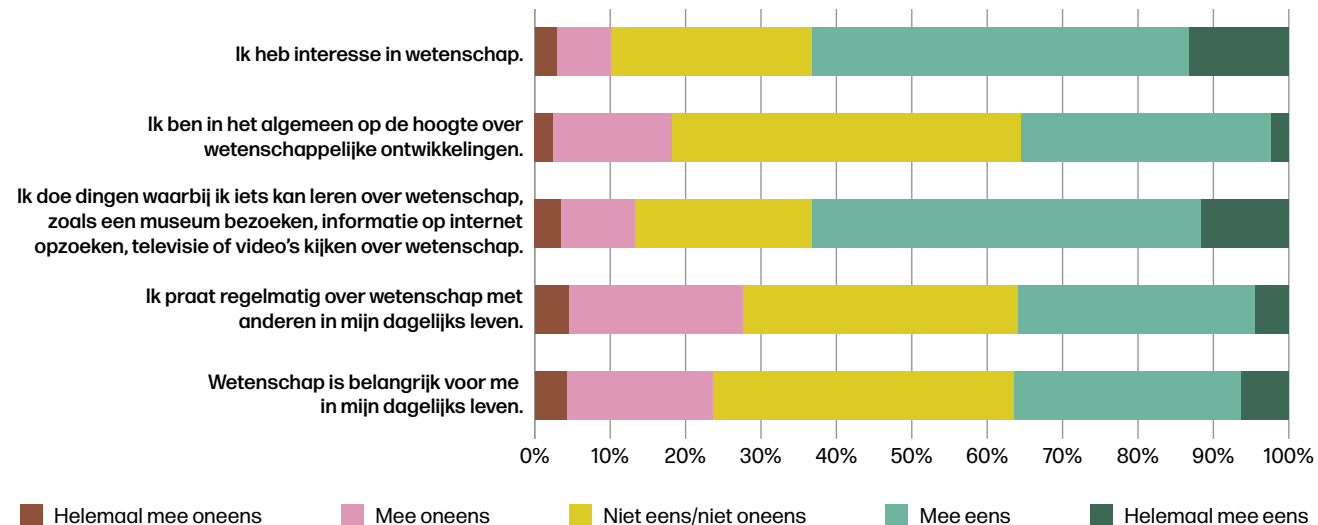 Ik heb interesse in wetenschap.
Ik ben in het algemeen op de hoogte over
wetenschappelijke ontwikkelingen.
Ik doe dingen waarbij ik iets kan leren over wetenschap,
zoals een museum bezoeken, informatie op internet
opzoeken, televisie of video's kijken over wetenschap.
Ik praat regelmatig over wetenschap met
anderen in mijn dagelijks leven.
Wetenschap is belangrijk voor me
in mijn dagelijks leven.
0% 10% 20% 30% 40% 50% 60% 70% 80% 90% 100%
Helemaal mee oneens Mee oneens Niet eens/niet oneens Mee eens Helemaal mee eens